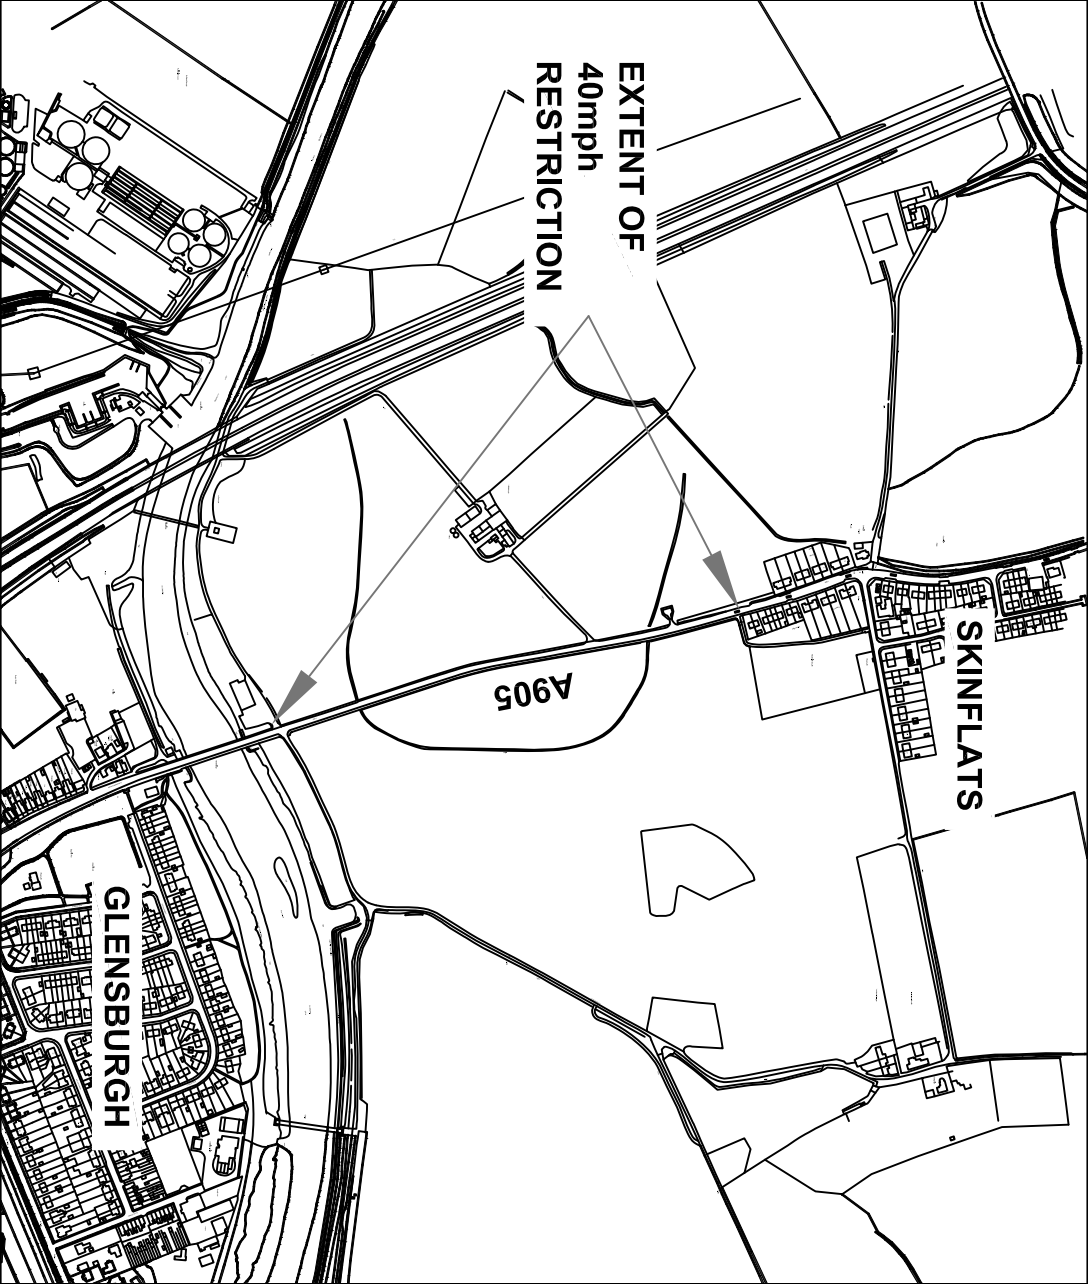 EXTENT OF
40mph
RESTRICTION
SKINFLATS
A905
GLENSBURGH